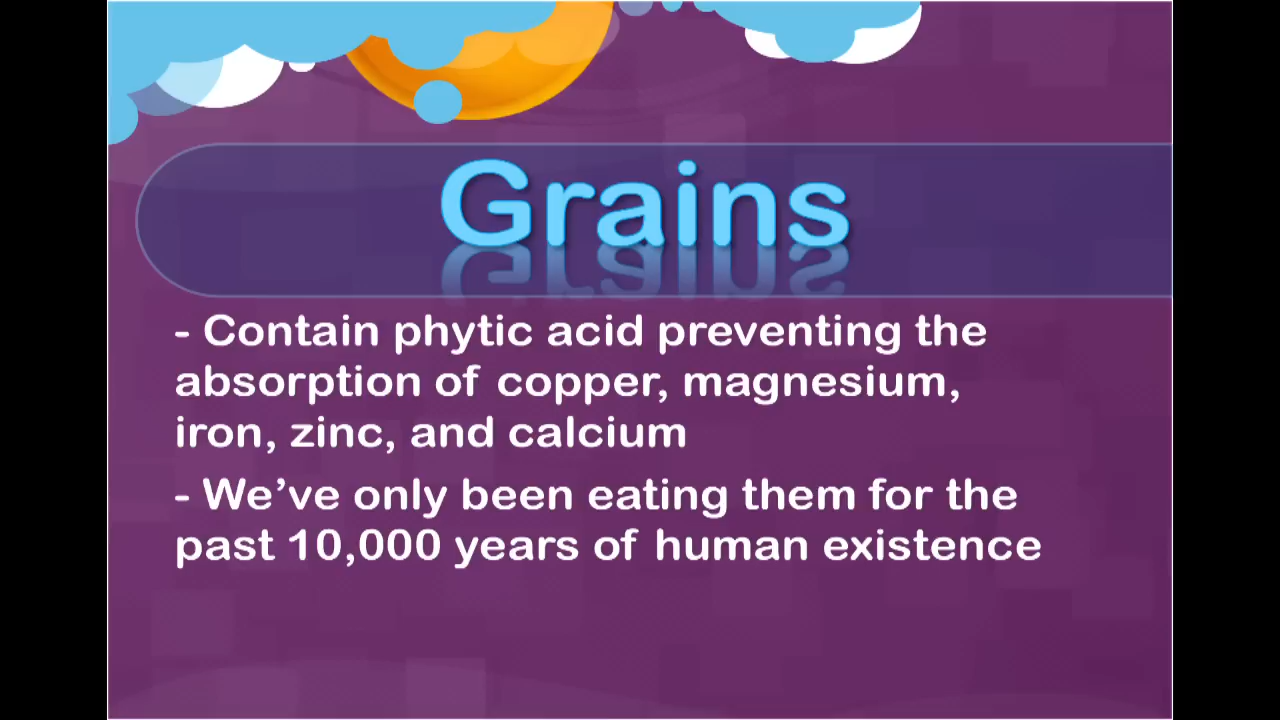 Grains
- Contain phytic acid preventing the
absorption of copper, magnesium,
iron, zinc, and calcium
- We’ve only been eating them for the
past 10,000 years of human existence